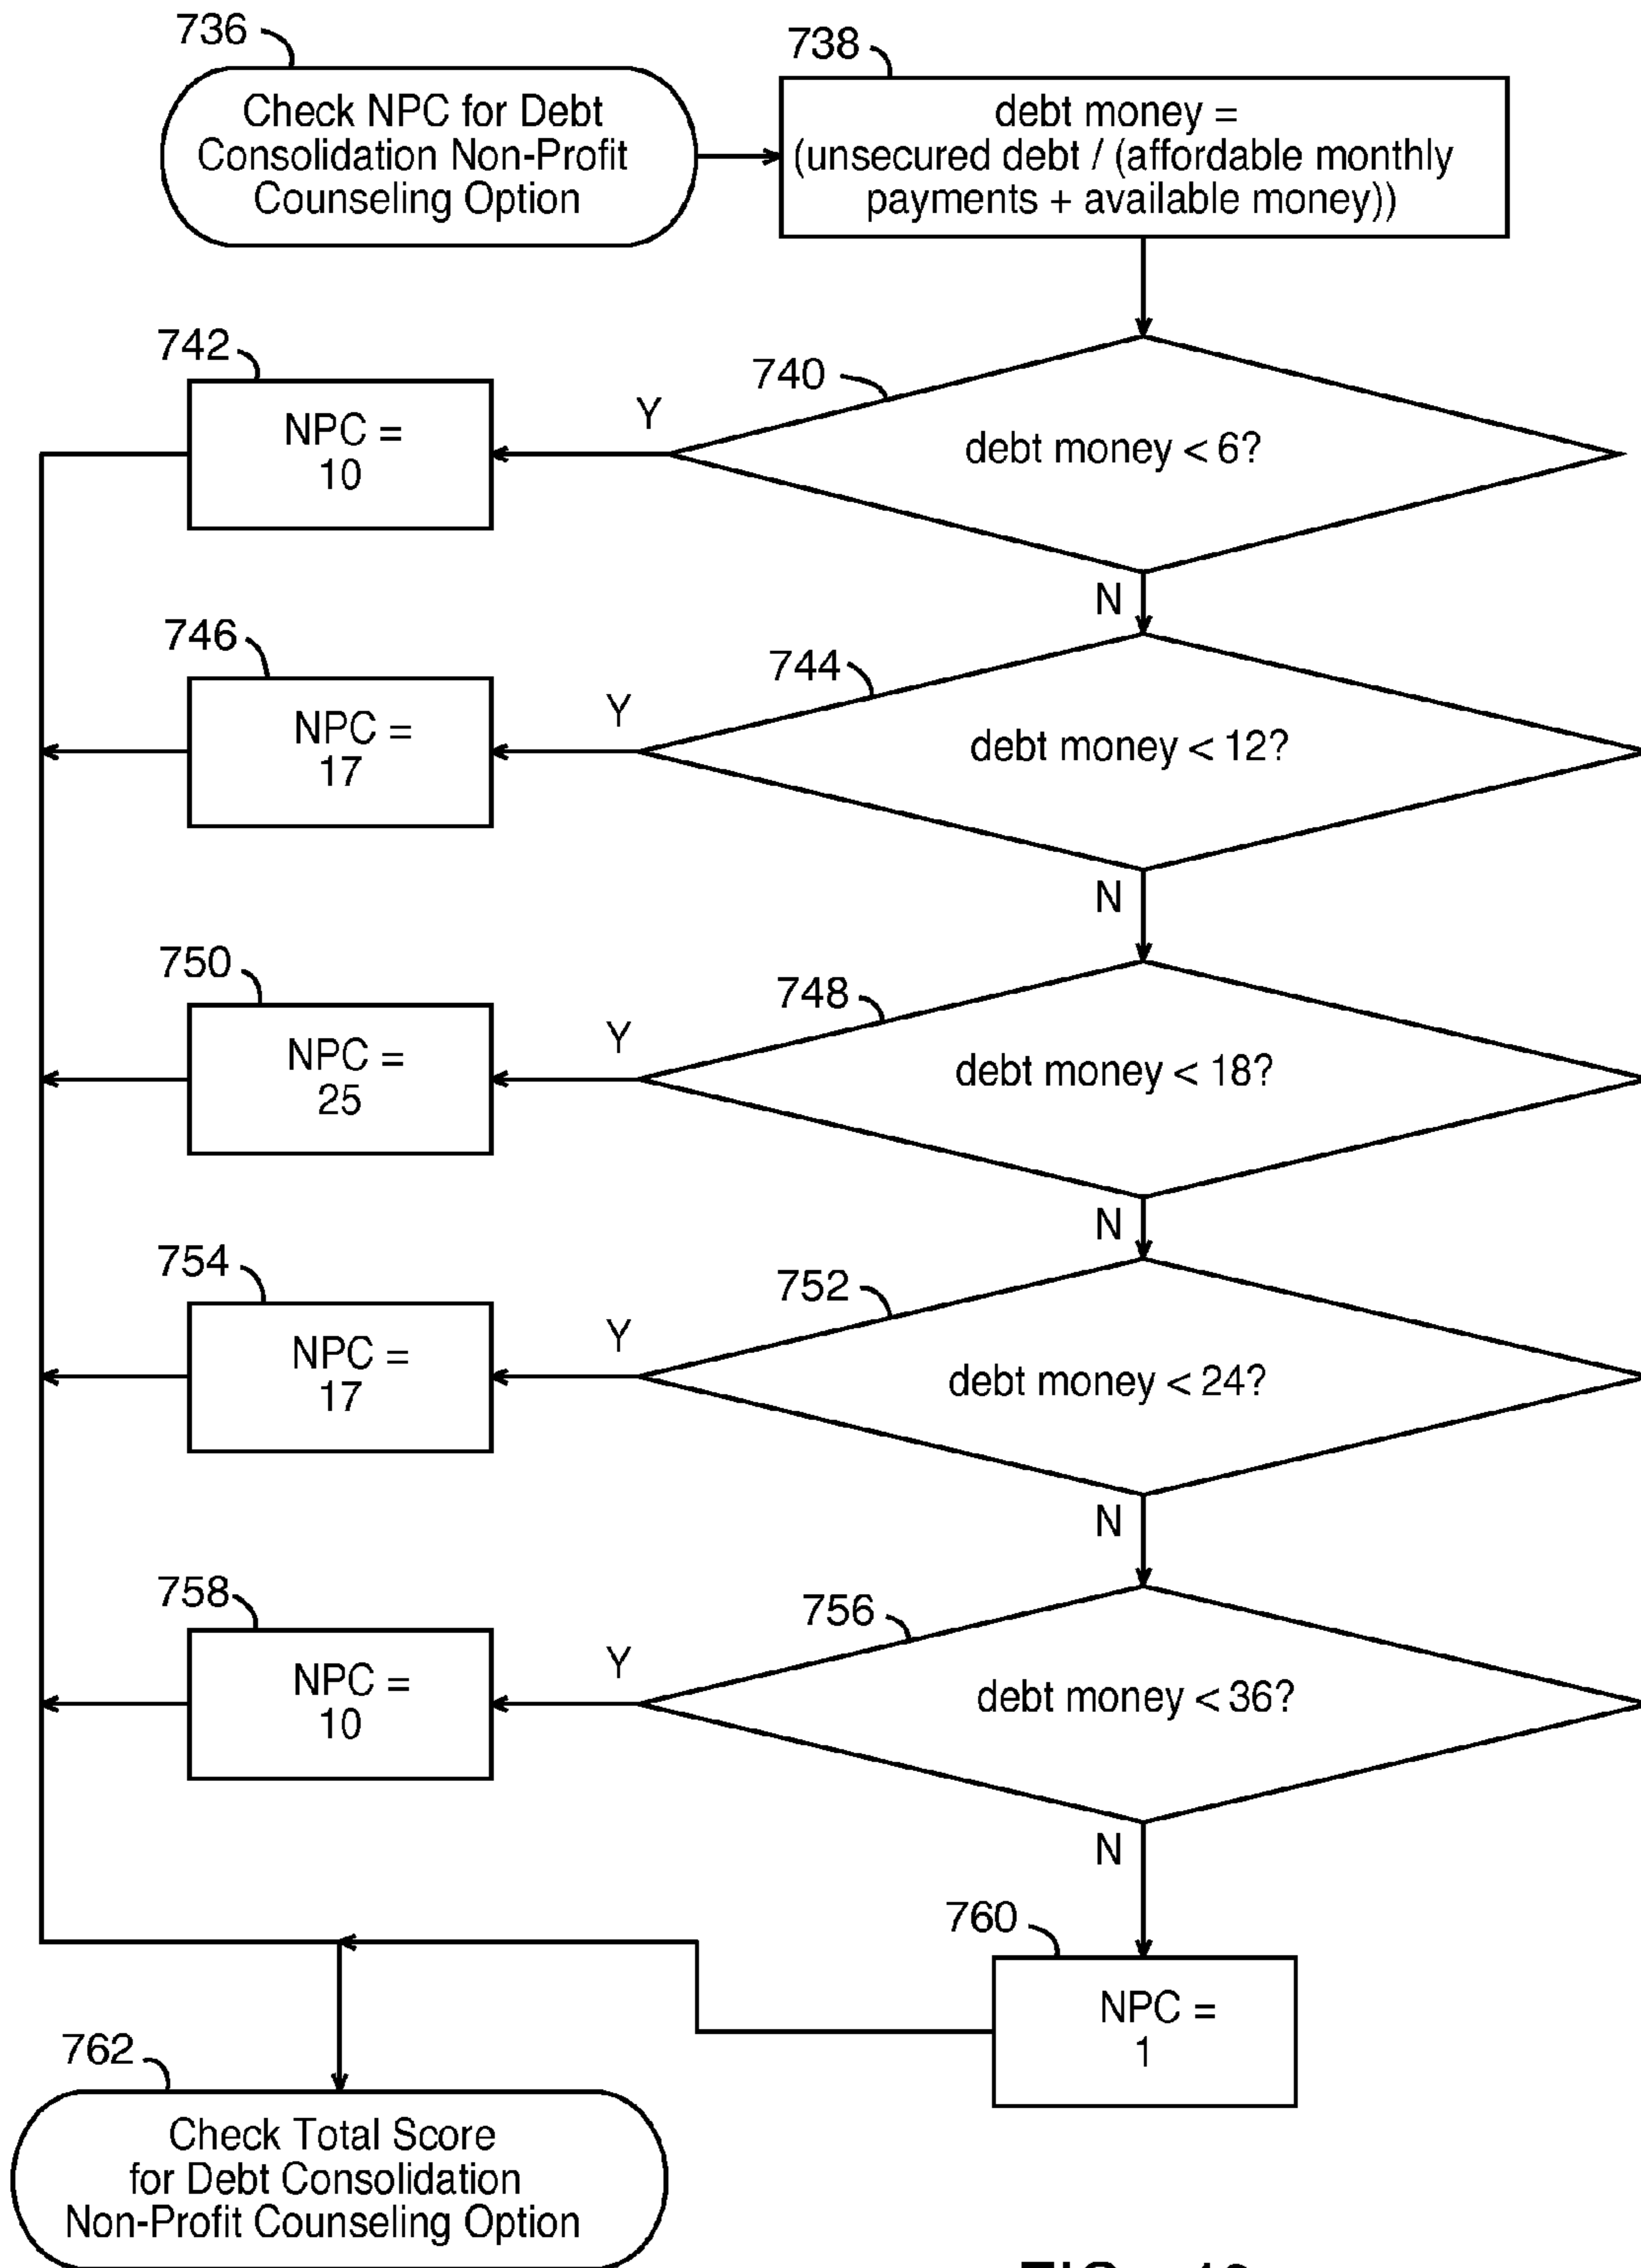 736
738
Check NPC for Debt
Consolidation Non-Profit
Counseling Option
debt money =
(unsecured debt / (affordable monthly
payments + available money))
742
740
NPC =
10
Y
debt money < 6?
N
746
744
NPC =
17
Y
debt money < 12?
N
750
748
NPC =
25
Y
debt money < 18?
N
754
752
NPC =
17
Y
debt money < 24?
N
758
756
NPC =
10
Y
debt money < 36?
N
760
NPC =
1
762
Check Total Score
for Debt Consolidation
Non-Profit Counseling Option